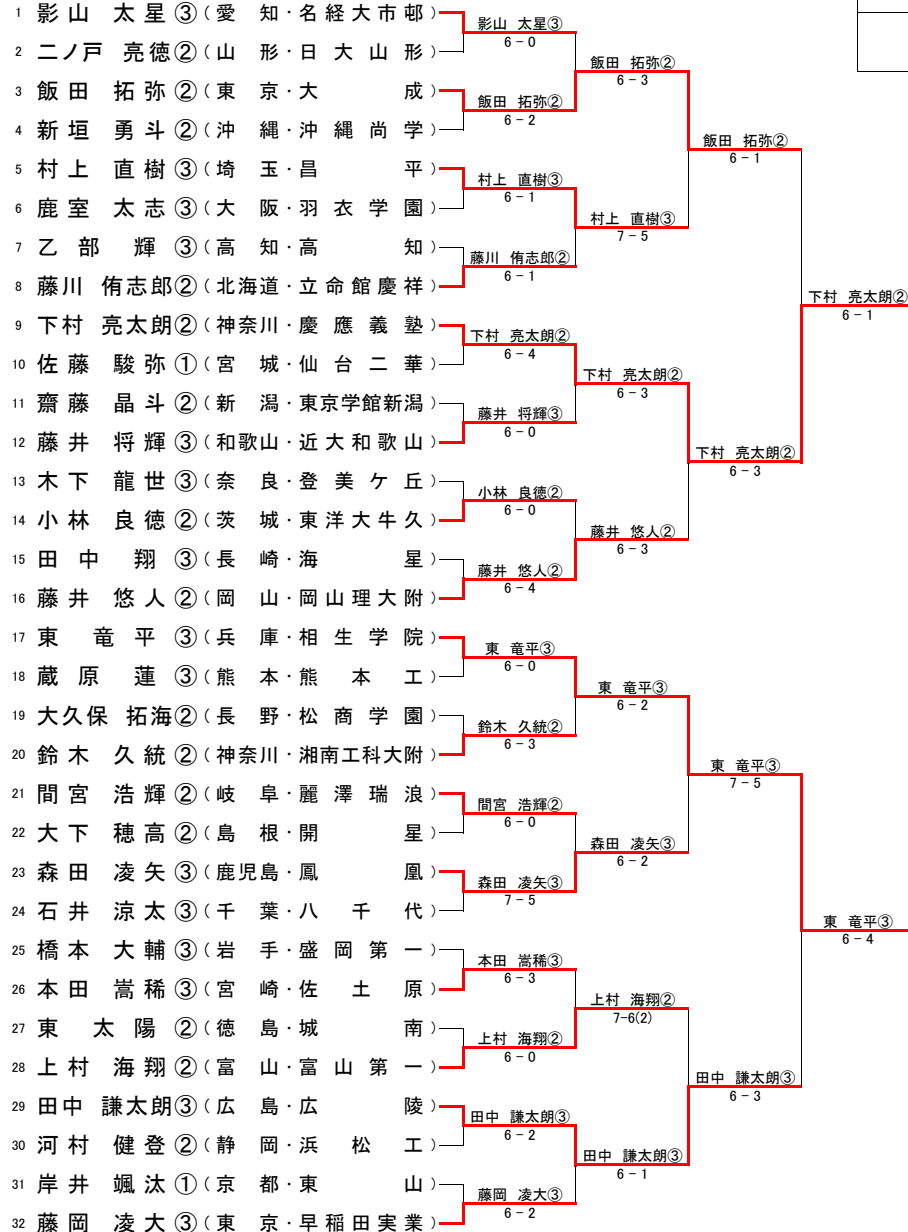 1 影山 太星 ③ (愛 知・名経大市邨)
2 二ノ戸 亮徳② (山 形・日大山形)
3 飯田 拓弥 ② (東 京・大 成)
4 新垣 勇斗 ② (沖 縄・沖縄尚学)
5 村上 直樹 ③ (埼 玉・昌 平)
6 鹿室 太志 ③ (大 阪・羽衣学園)
7 乙部 輝 ③ (高 知・高 知)
8 藤川 侑志郎② (北海道・立命館慶祥)
9 下村 亮太朗② (神奈川・慶應義塾)
10 佐藤 駿弥 ① (宮 城・仙台二華)
11 齋藤 晶斗 ② (新 潟・東京学館新潟)
12 藤井 将輝 ③ (和歌山・近大和歌山)
13 木下 龍世 ③ (奈 良・登美ケ丘)
14 小林 良徳 ② (茨 城・東洋大牛久)
15 田中 翔 ③ (長 崎・海 星)
16 藤井 悠人 ② (岡 山・岡山理大附)
17 東 竜平 ③ (兵 庫・相生学院)
18 蔵原 蓮 ③ (熊 本・熊本工)
19 大久保 拓海② (長 野・松商学園)
20 鈴木 久統 ② (神奈川・湘南工科大附)
21 間宮 浩輝 ② (岐 阜・麗澤瑞浪)
22 大下 穂高 ② (島 根・開 星)
23 森田 凌矢 ③ (鹿児島・鳳 凰)
24 石井 涼太 ③ (千 葉・八千代)
25 橋本 大輔 ③ (岩 手・盛岡第一)
26 本田 嵩稀 ③ (宮 崎・佐土原)
27 東 太陽 ② (徳 島・城 南)
28 上村 海翔 ② (富 山・富山第一)
29 田中 謙太朗③ (広 島・広 陵)
30 河村 健登 ② (静 岡・浜松工)
31 岸井 颯汰 ① (京 都・東 山)
32 藤岡 凌大 ③ (東 京・早稲田実業)
影山 太星③
6-0
飯田 拓弥②
6-2
村上 直樹③
6-1
藤川 侑志郎②
6-1
下村 亮太朗②
6-4
藤井 将輝③
6-0
小林 良徳②
6-0
藤井 悠人②
6-4
東 竜平③
6-0
鈴木 久統②
6-3
間宮 浩輝②
6-0
森田 凌矢③
7-5
本田 嵩稀③
6-3
上村 海翔②
6-0
田中 謙太朗③
6-2
藤岡 凌大③
6-2
飯田 拓弥②
6-3
村上 直樹③
7-5
下村 亮太朗②
6-3
藤井 悠人②
6-3
東 竜平③
6-2
森田 凌矢③
6-2
上村 海翔②
7-6(2)
田中 謙太朗③
6-1
飯田 拓弥②
6-1
下村 亮太朗②
6-3
東 竜平③
7-5
田中 謙太朗③
6-3
下村 亮太朗②
6-1
東 竜平③
6-4